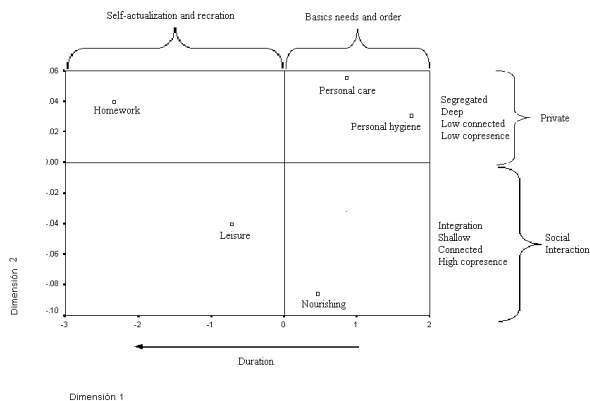 Self-actualization and recration
Basics needs and order
.06
.04
.02
0.00
-.02
-.04
-.06
-.08
-.10
Homework
Personal care
Personal hygiene
Leisure
Nourishing
Segregated
Deep
Low connected
Low copresence
Private
Integration
Shallow
Connected
High copresence
Social
Interaction
-3
-2
-1
0
1
2
Duration
Dimensión 2
Dimensión 1